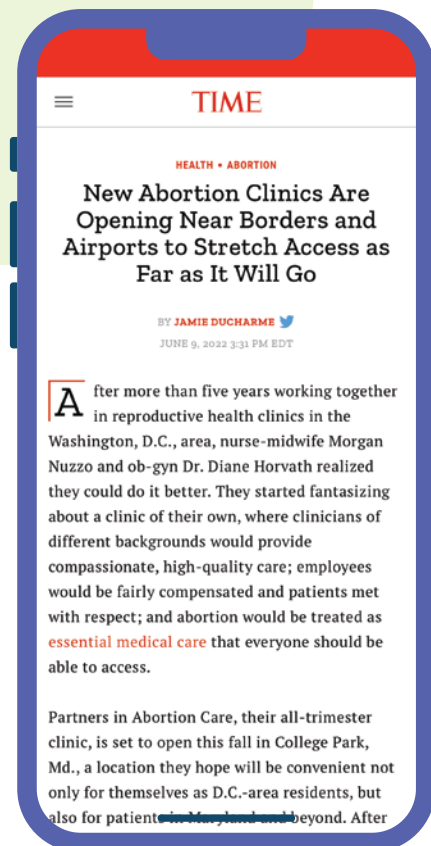 TIME
HEALTH • ABORTION
New Abortion Clinics Are
Opening Near Borders and
Airports to Stretch Access as
Far as It Will Go
BY JAMIE DUCHARME
JUNE 9, 2022 3:31 PM EDT
After more than five years working together
in reproductive health clinics in the
Washington, D.C., area, nurse-midwife Morgan
Nuzzo and ob-gyn Dr. Diane Horvath realized
they could do it better. They started fantasizing
about a clinic of their own, where clinicians of
different backgrounds would provide
compassionate, high-quality care; employees
would be fairly compensated and patients met
with respect; and abortion would be treated as
essential medical care that everyone should be
able to access.
Partners in Abortion Care, their all-trimester
clinic, is set to open this fall in College Park,
Md., a location they hope will be convenient not
only for themselves as D.C.-area residents, but
also for patients in Maryland and beyond. After